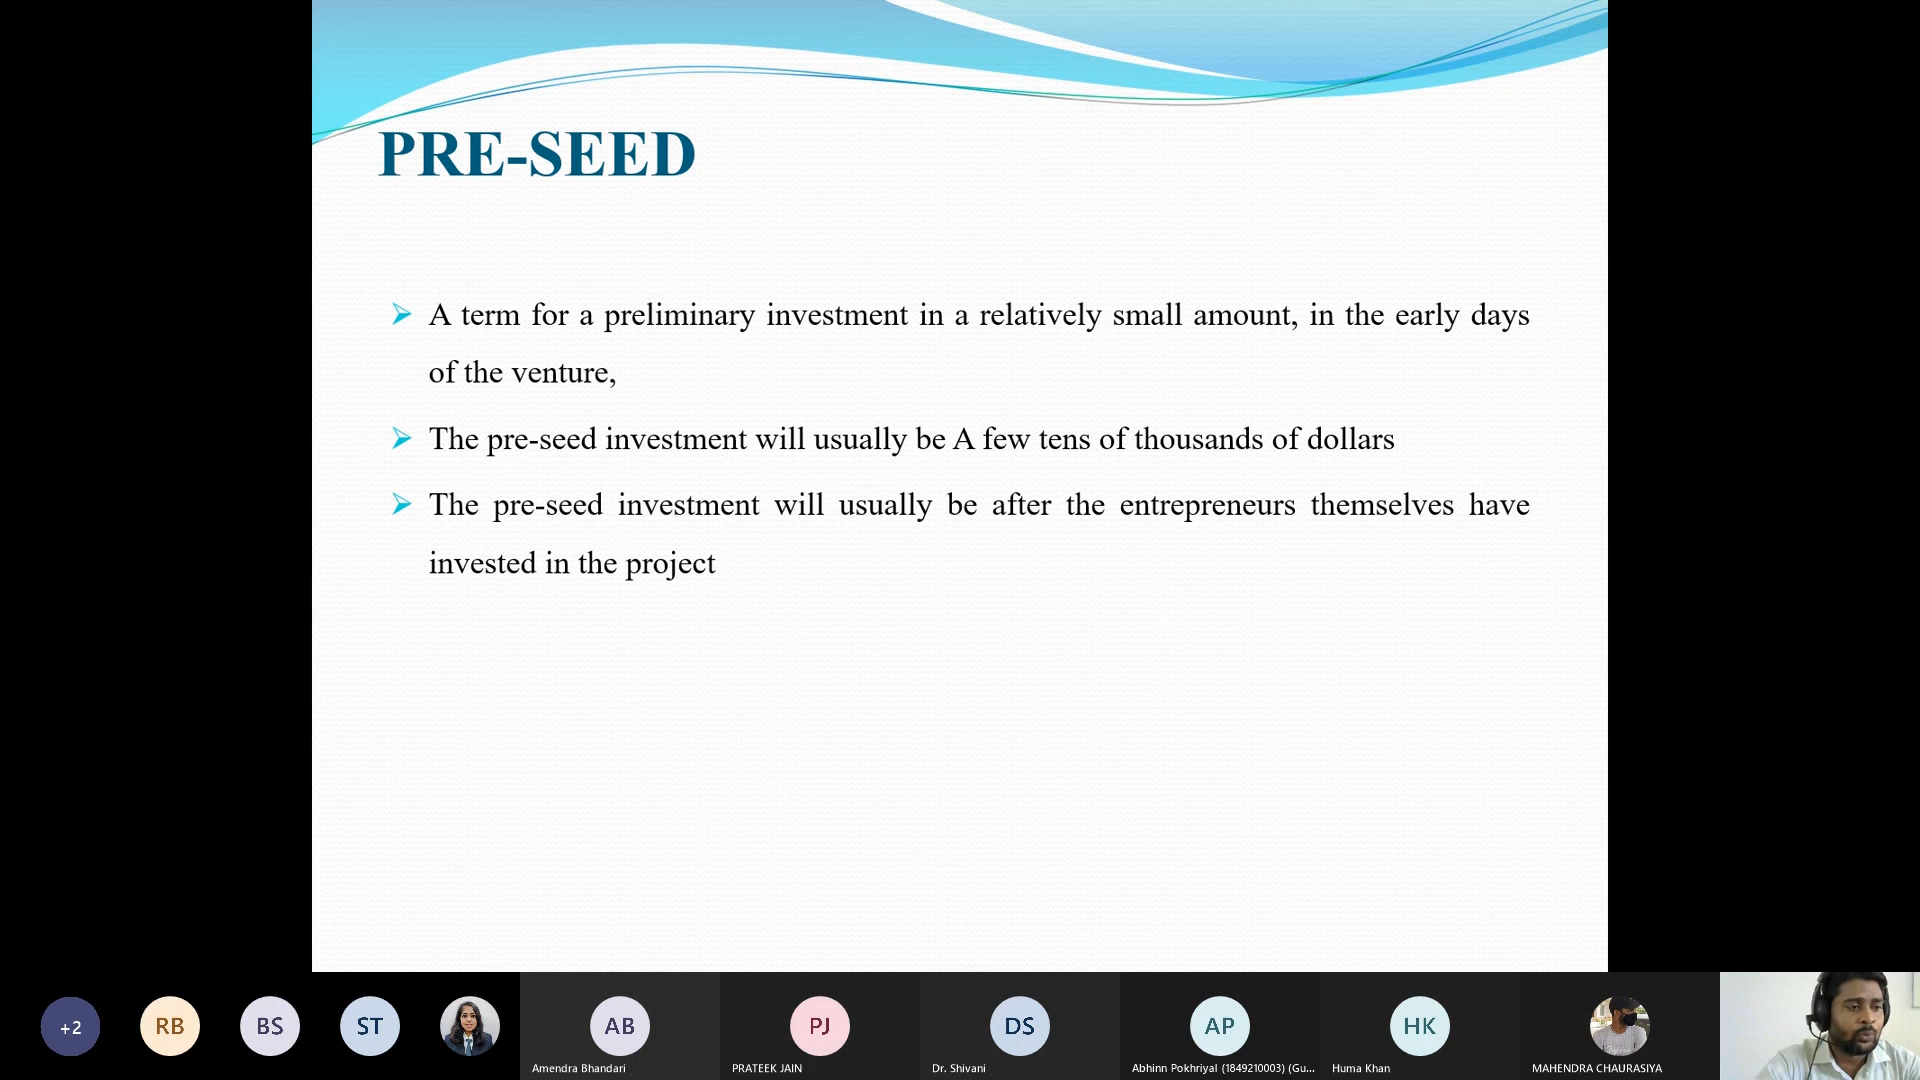 PRE-SEED
A term for a preliminary investment in a relatively small amount, in the early days
of the venture,
The pre-seed investment will usually be A few tens of thousands of dollars
The pre-seed investment will usually be after the entrepreneurs themselves have
invested in the project
+2
RB
BS
ST
AB
PJ
DS
AP
HK
Amendra Bhandari
PRATEEK JAIN
Dr. Shivani
Abhinn Pokhriyal (1849210003) (Gu...
Huma Khan
MAHENDRA CHAURASIYA